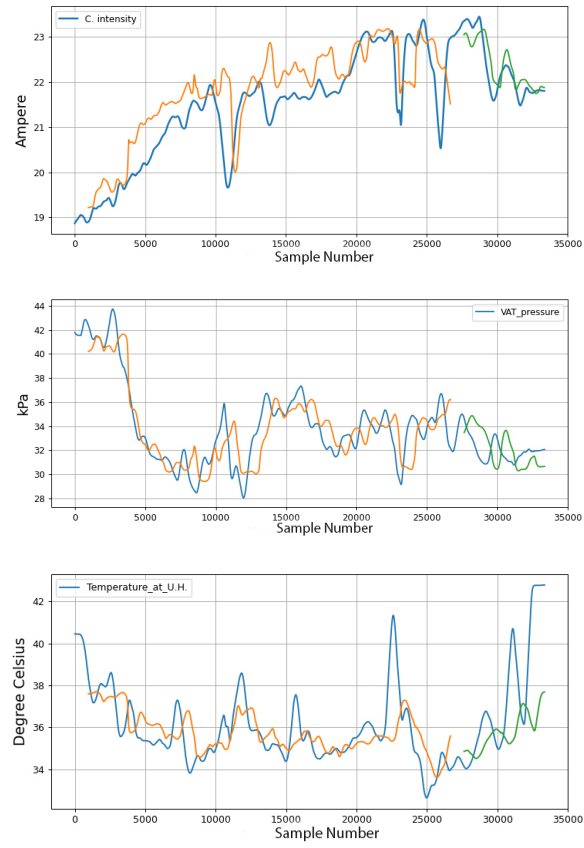 C. intensity
Ampere
23
22
21
20
19
0 5000 10000 15000 20000 25000 30000 35000
Sample Number
VAT_pressure
kPa
44
42
40
38
36
34
32
30
28
0 5000 10000 15000 20000 25000 30000 35000
Sample Number
Temperature_at_U.H.
Degree Celsius
42
40
38
36
34
0 5000 10000 15000 20000 25000 30000 35000
Sample Number